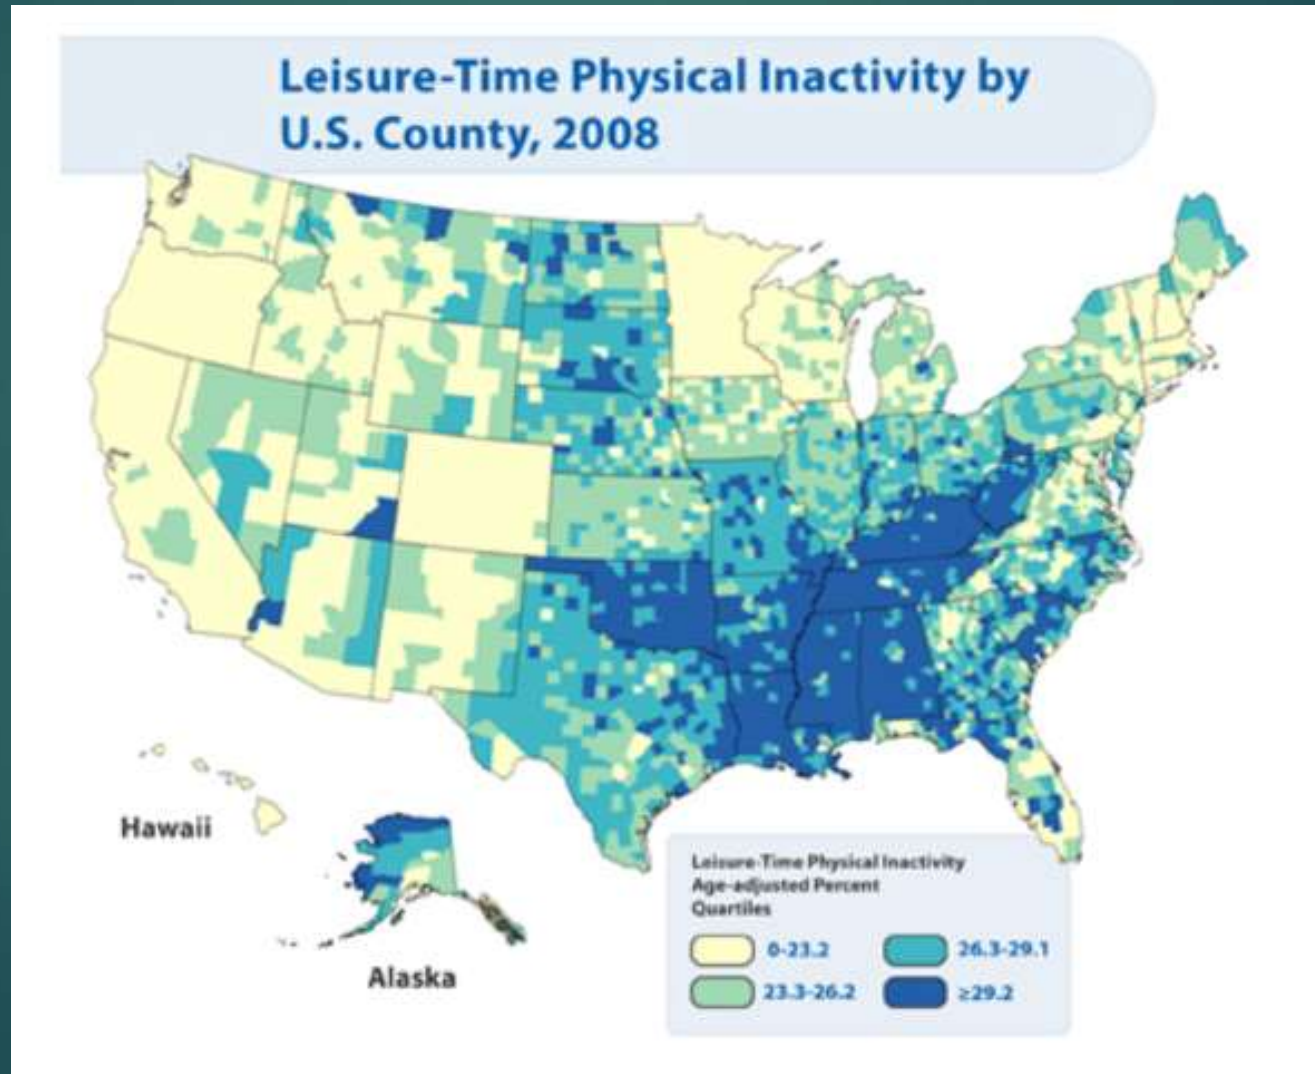 Leisure-Time Physical Inactivity by
U.S. County, 2008
Hawaii
Alaska
Leisure-Time Physical Inactivity
Age-adjusted Percent
Quartiles
0-23.2
26.3-29.1
23.3-26.2
≥29.2